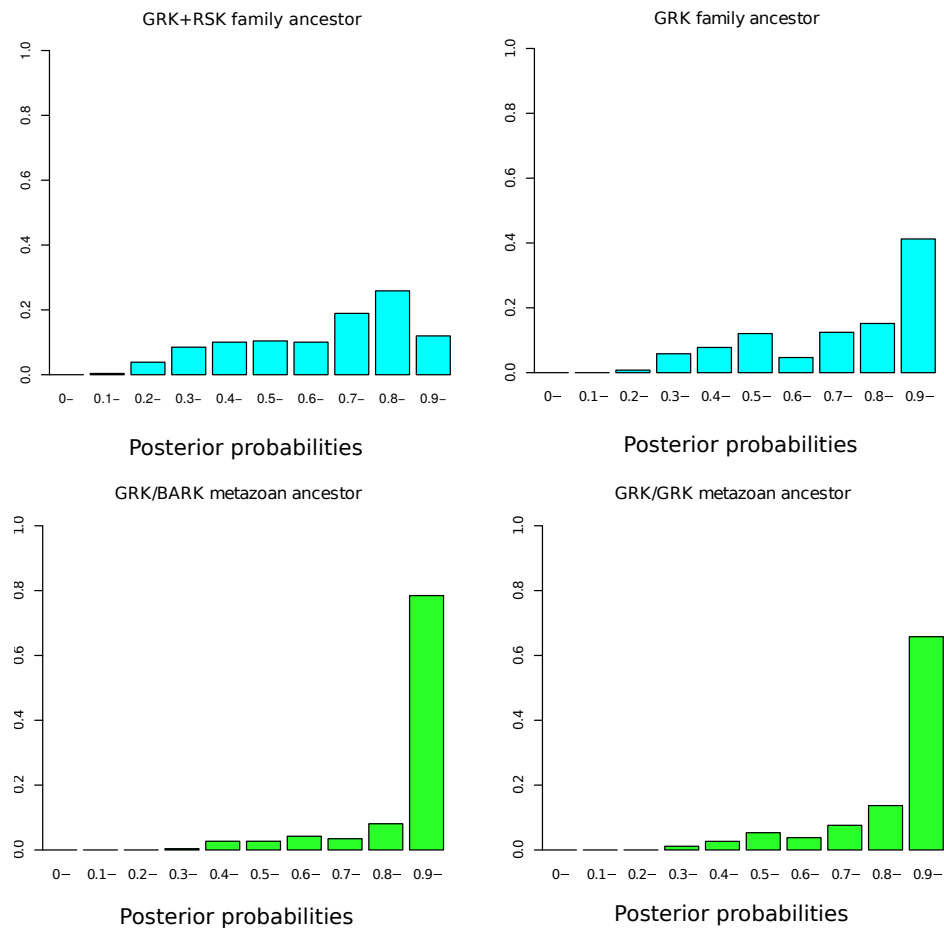 GRK+RSK family ancestor
1.0
0.8
0.6
0.4
0.2
0.0
0– 0.1– 0.2– 0.3– 0.4– 0.5– 0.6– 0.7– 0.8– 0.9–
Posterior probabilities
GRK family ancestor
1.0
0.8
0.6
0.4
0.2
0.0
0– 0.1– 0.2– 0.3– 0.4– 0.5– 0.6– 0.7– 0.8– 0.9–
Posterior probabilities
GRK/BARK metazoan ancestor
1.0
0.8
0.6
0.4
0.2
0.0
0– 0.1– 0.2– 0.3– 0.4– 0.5– 0.6– 0.7– 0.8– 0.9–
Posterior probabilities
GRK/GRK metazoan ancestor
1.0
0.8
0.6
0.4
0.2
0.0
0– 0.1– 0.2– 0.3– 0.4– 0.5– 0.6– 0.7– 0.8– 0.9–
Posterior probabilities